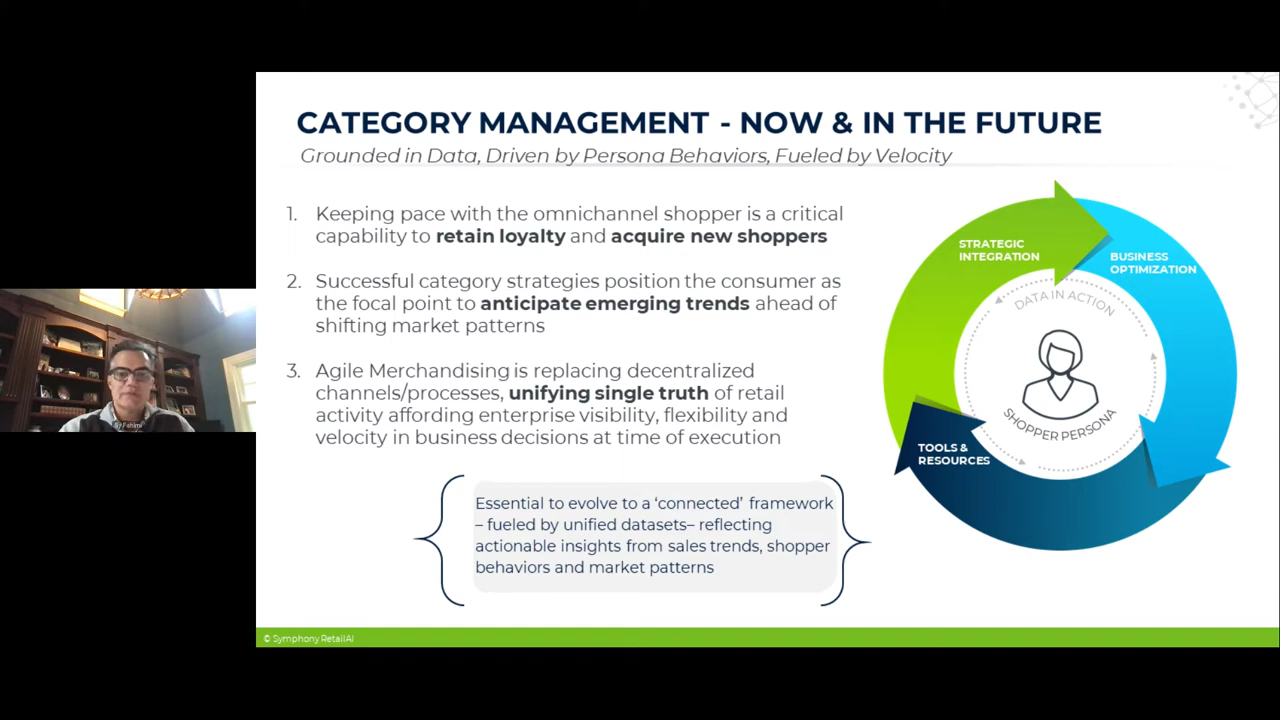 CATEGORY MANAGEMENT - NOW & IN THE FUTURE
Grounded in Data, Driven by Persona Behaviors, Fueled by Velocity
1. Keeping pace with the omnichannel shopper is a critical
capability to retain loyalty and acquire new shoppers
2. Successful category strategies position the consumer as
the focal point to anticipate emerging trends ahead of
shifting market patterns
3. Agile Merchandising is replacing decentralized
channels/processes, unifying single truth of retail
activity affording enterprise visibility, flexibility and
velocity in business decisions at time of execution
Essential to evolve to a ‘connected’ framework
– fueled by unified datasets– reflecting
actionable insights from sales trends, shopper
behaviors and market patterns
STRATEGIC
INTEGRATION
BUSINESS
OPTIMIZATION
DATA IN ACTION
SHOPPER PERSONA
TOOLS &
RESOURCES
Sy Fahimi
© Symphony RetailAI